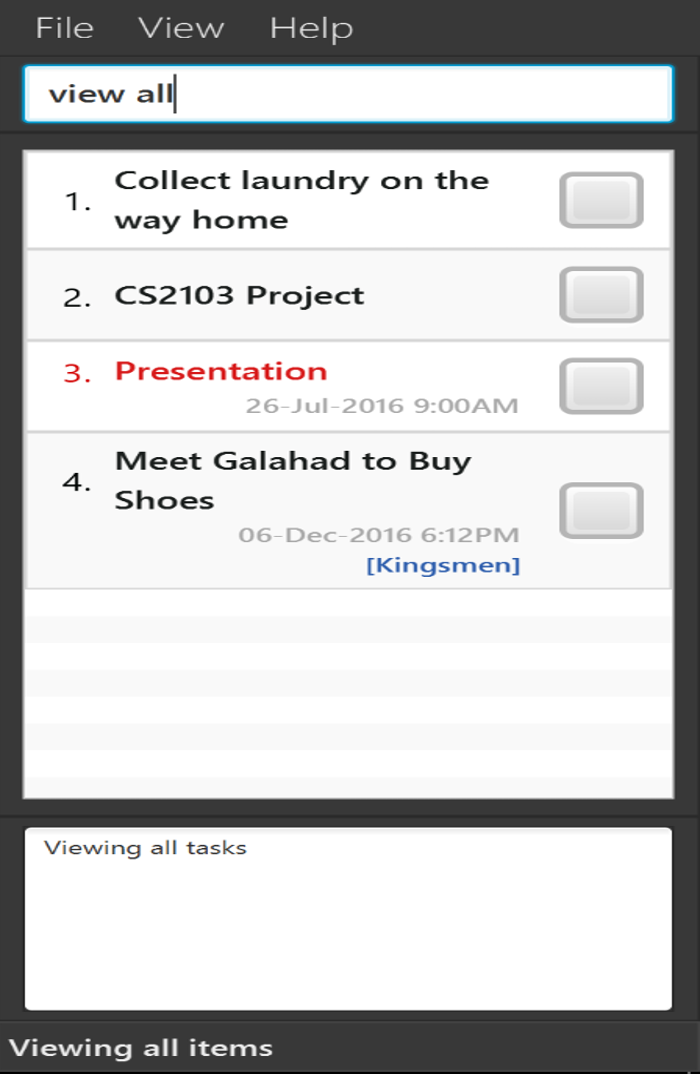 File View Help
view all
1. Collect laundry on the
way home
2. CS2103 Project
3. Presentation
26-Jul-2016 9:00AM
4. Meet Galahad to Buy
Shoes
06-Dec-2016 6:12PM
[Kingsmen]
Viewing all tasks
Viewing all items